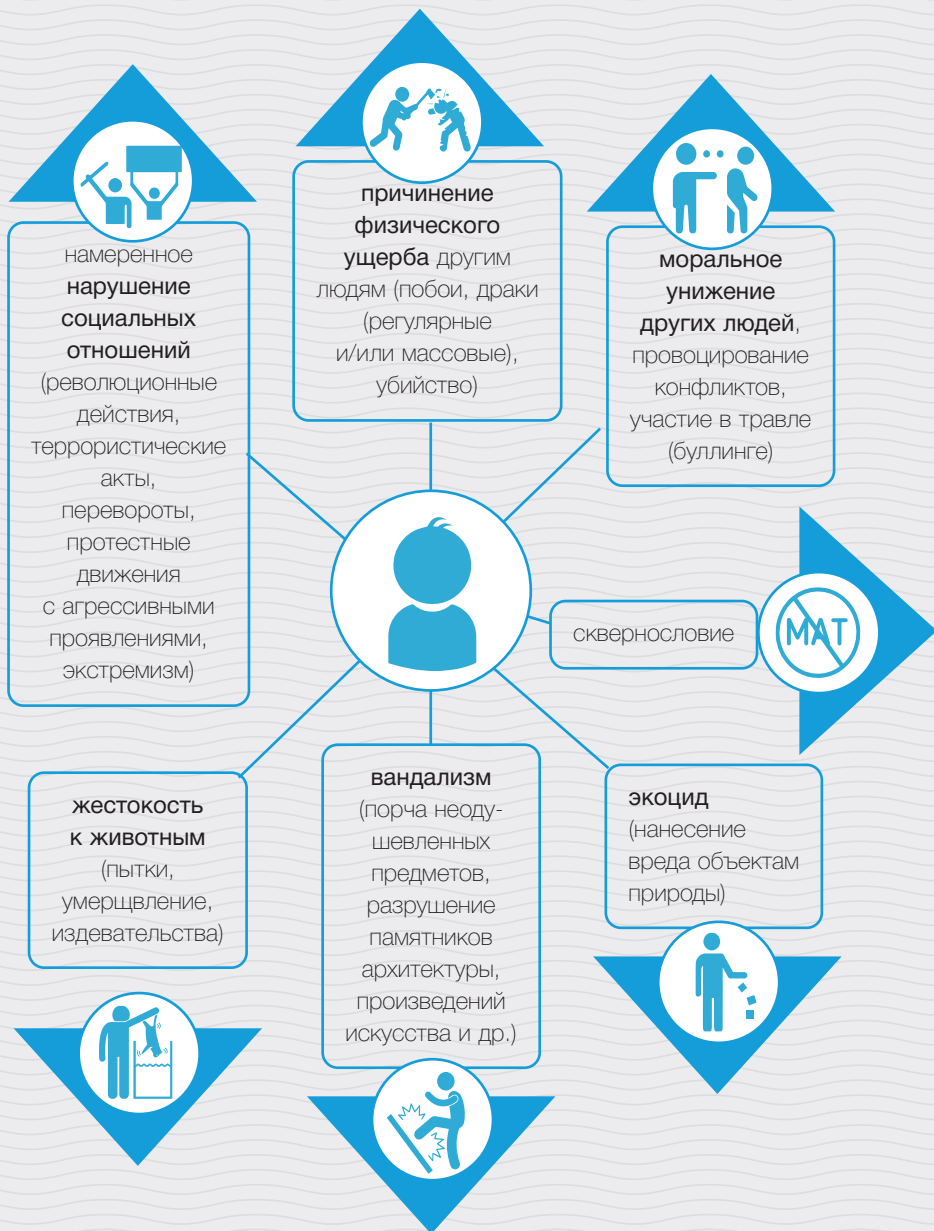 намеренное
нарушение
социальных
отношений
(революционные
действия,
террористические
акты,
перевороты,
протестные
движения
с агрессивными
проявлениями,
экстремизм)
причинение
физического
ущерба другим
людям (побои, драки
(регулярные
и/или массовые),
убийство)
моральное
унижение
других людей,
провоцирование
конфликтов,
участие в травле
(буллинге)
сквернословие
МАТ
жестокость
к животным
(пытки,
умерщвление,
издевательства)
вандализм
(порча неоду-
шевленных
предметов,
разрушение
памятников
архитектуры,
произведений
искусства и др.)
экоцид
(нанесение
вреда объектам
природы)